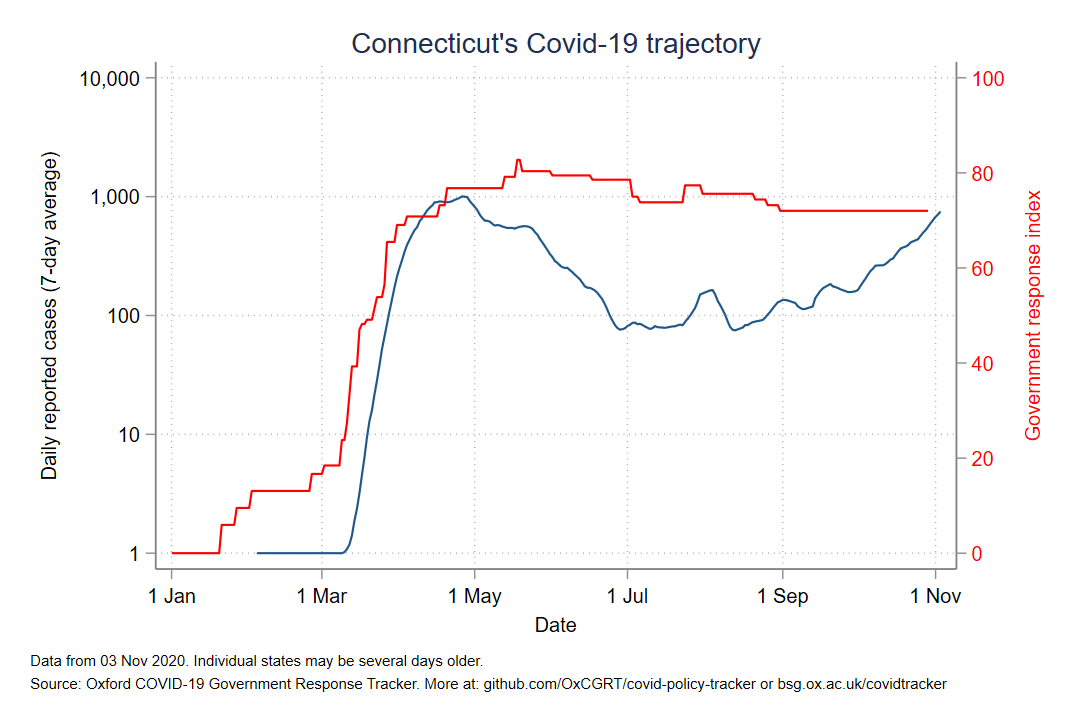 Connecticut's Covid-19 trajectory
Daily reported cases (7-day average)
10,000
1,000
100
10
1
100
80
60
40
20
0
Government response index
1 Jan
1 Mar
1 May
1 Jul
1 Sep
1 Nov
Date
Data from 03 Nov 2020. Individual states may be several days older.
Source: Oxford COVID-19 Government Response Tracker. More at: github.com/OxCGRT/covid-policy-tracker or bsg.ox.ac.uk/covidtracker